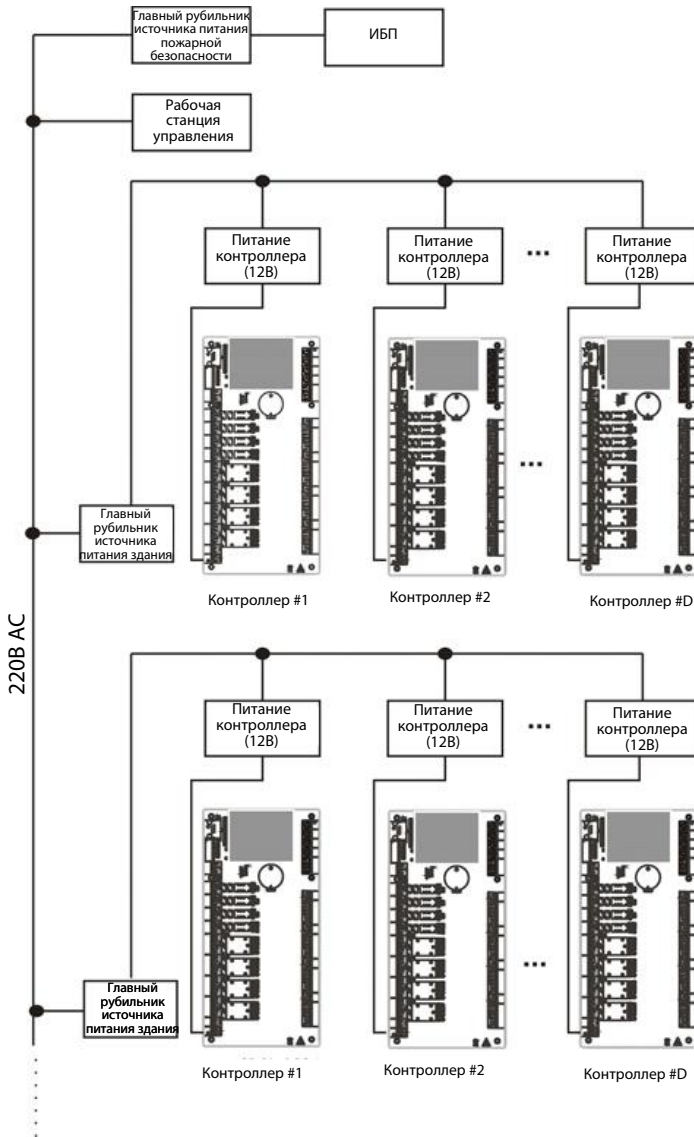 Главный рубильник
источника питания
пожарной
безопасности
ИБП
Рабочая
станция
управления
Питание
контроллера
(12В)
Питание
контроллера
(12В)
...
Питание
контроллера
(12В)
...
Главный
рубильник
источника
питания здания
Контроллер #1
Контроллер #2
Контроллер #D
220В AC
Питание
контроллера
(12В)
Питание
контроллера
(12В)
...
Питание
контроллера
(12В)
...
Главный
рубильник
источника
питания здания
Контроллер #1
Контроллер #2
Контроллер #D